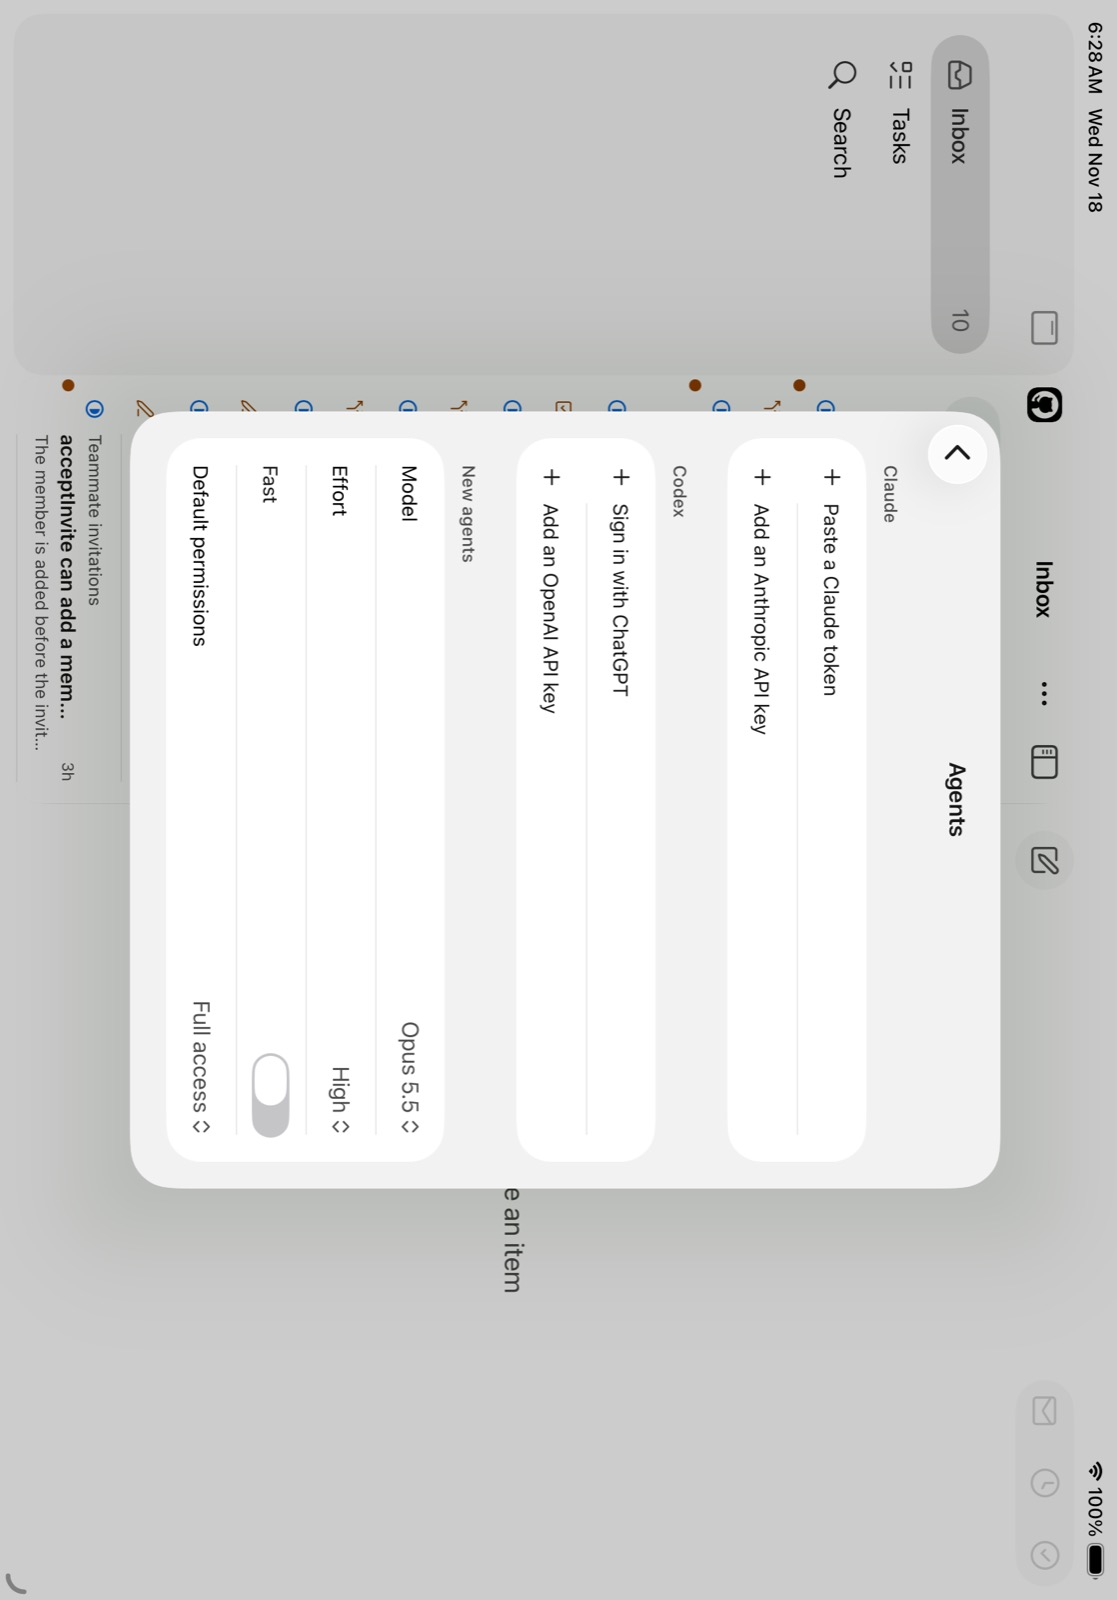 6:28 AM Wed Nov 18
100%
Inbox
10
Tasks
Search
Inbox
Agents
Claude
Paste a Claude token
Add an Anthropic API key
Codex
Sign in with ChatGPT
Add an OpenAI API key
New agents
Model
Opus 5.5
Effort
High
Fast
Default permissions
Full access
e an item
Teammate invitations
acceptInvite can add a mem...
3h
The member is added before the invit...